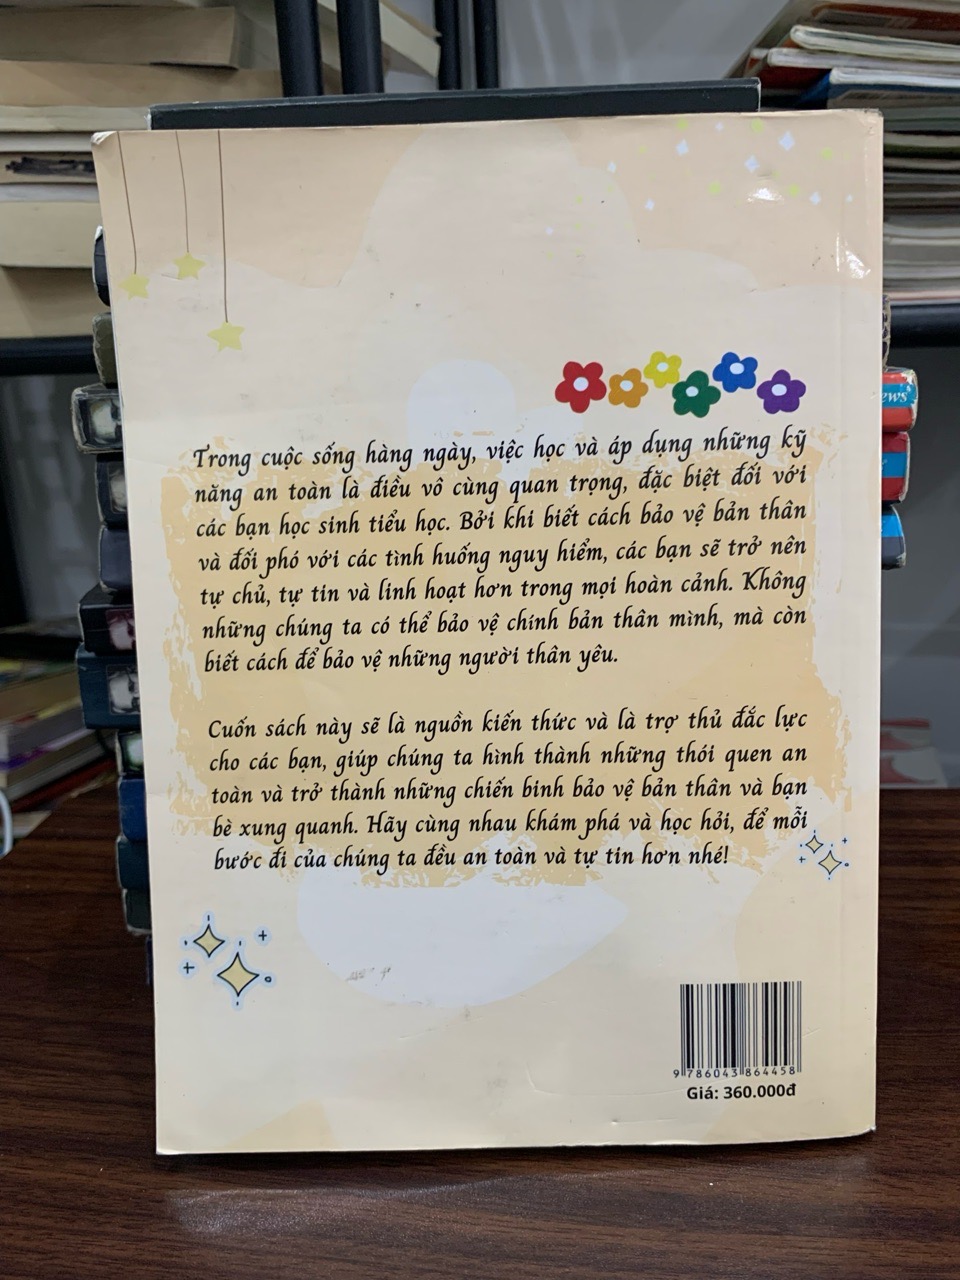 Trong cuộc sống hàng ngày, việc học và áp dụng những kỹ
năng an toàn là điều vô cùng quan trọng, đặc biệt đối với
các bạn học sinh tiểu học. Bởi khi biết cách bảo vệ bản thân
và đối phó với các tình huống nguy hiểm, các bạn sẽ trở nên
tự chủ, tự tin và linh hoạt hơn trong mọi hoàn cảnh. Không
những chúng ta có thể bảo vệ chính bản thân mình, mà còn
biết cách để bảo vệ những người thân yêu.
Cuốn sách này sẽ là nguồn kiến thức và là trợ thủ đắc lực
cho các bạn, giúp chúng ta hình thành những thói quen an
toàn và trở thành những chiến binh bảo vệ bản thân và bạn
bè xung quanh. Hãy cùng nhau khám phá và học hỏi, để mỗi
bước đi của chúng ta đều an toàn và tự tin hơn nhé!
9 786043 864458
Giá: 360.000đ